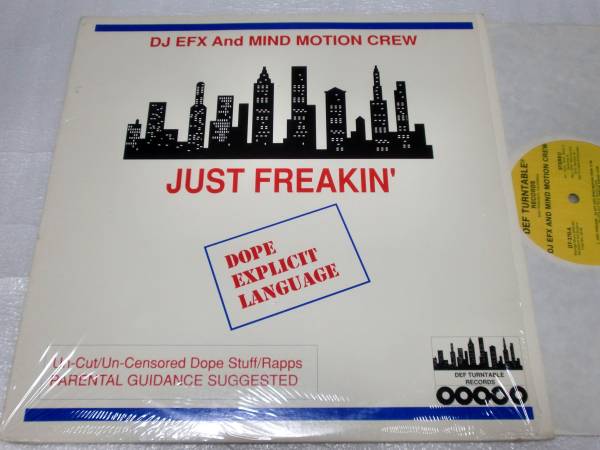 DJ EFX And MIND MOTION CREW
JUST FREAKIN'
DOPE
EXPLICIT
LANGUAGE
Un-Cut/Un-Censored Dope Stuff/Rapps
PARENTAL GUIDANCE SUGGESTED
DEF TURNTABLE
RECORDS
DEF TURNTABLE
RECORDS
DJ EFX AND MIND MOTION CREW
STEREO